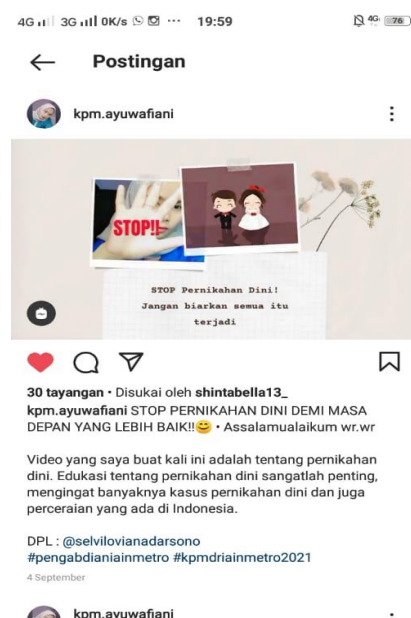 4G 3G 0K/s ··· 19:59 4G 76
Postingan
kpm.ayuwafiani
STOP!!
STOP Pernikahan Dini!
Jangan biarkan semua itu
terjadi
30 tayangan • Disukai oleh shintabella13_
kpm.ayuwafiani STOP PERNIKAHAN DINI DEMI MASA
DEPAN YANG LEBIH BAIK!!😊 • Assalamualaikum wr.wr
Video yang saya buat kali ini adalah tentang pernikahan
dini. Edukasi tentang pernikahan dini sangatlah penting,
mengingat banyaknya kasus pernikahan dini dan juga
perceraian yang ada di Indonesia.
DPL : @selvilovianadarsono
#pengabdianiainmetro #kpmdriainmetro2021
4 September
kpm.ayuwafiani